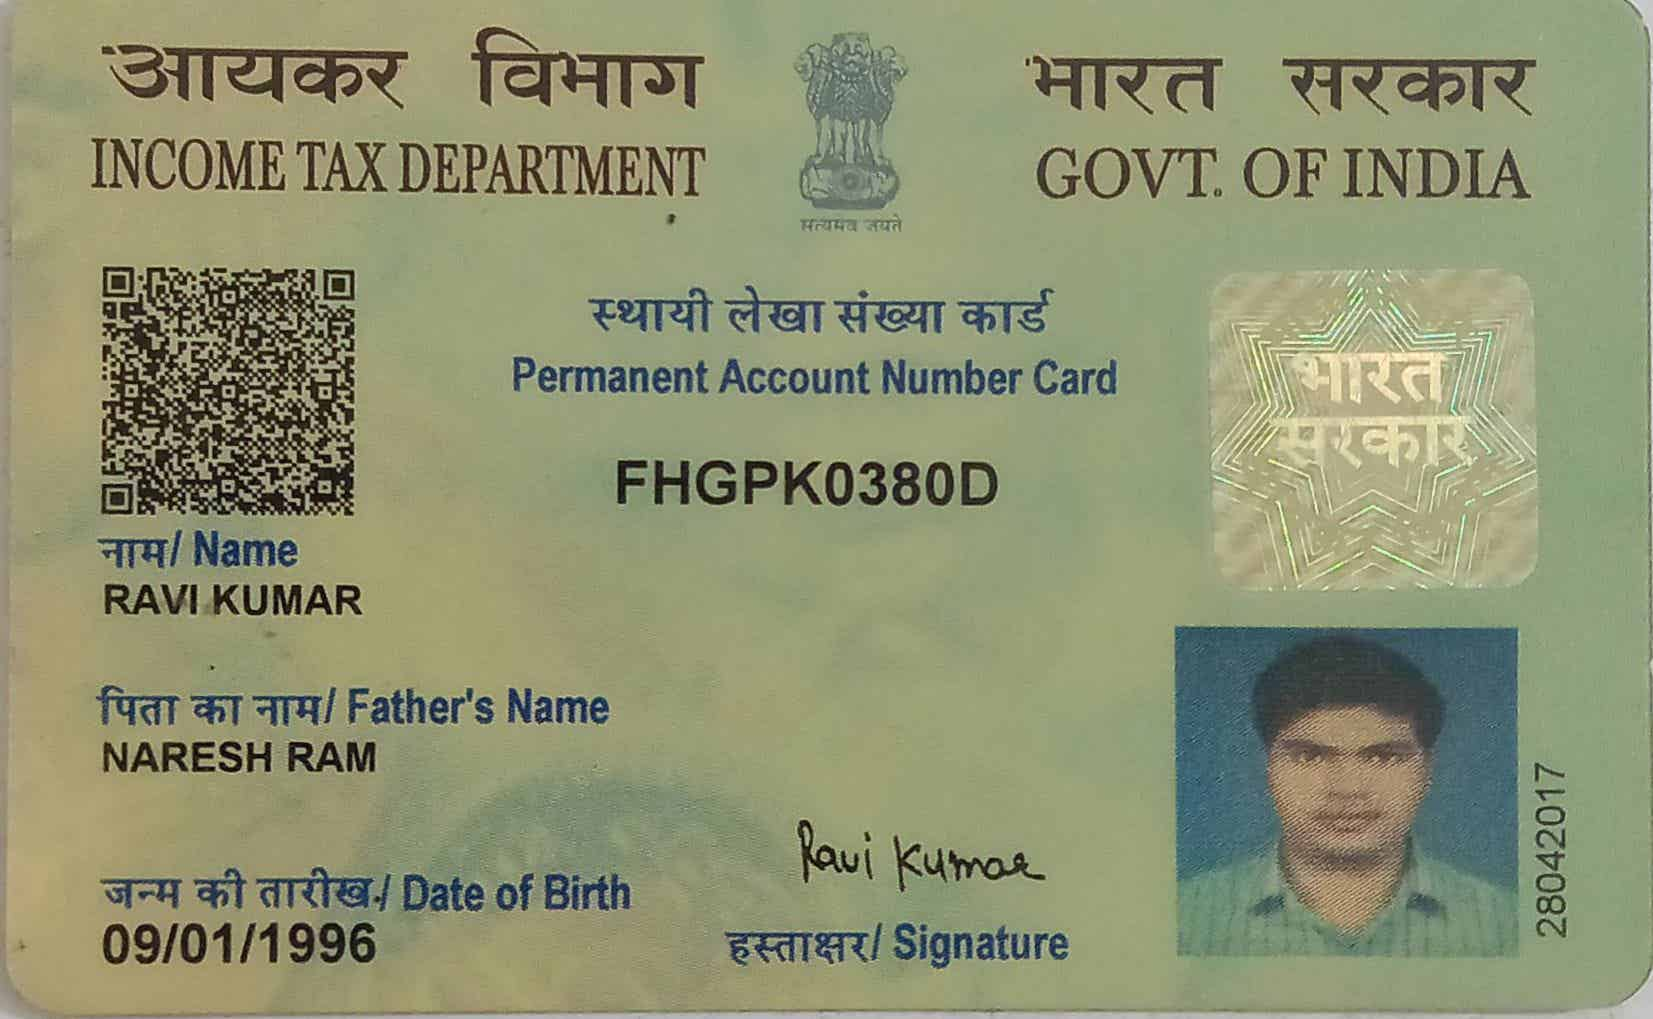 आयकर विभाग
INCOME TAX DEPARTMENT
सत्यमेव जयते
भारत सरकार
GOVT. OF INDIA
स्थायी लेखा संख्या कार्ड
Permanent Account Number Card
FHGPK0380D
भारत
सरकार
नाम/ Name
RAVI KUMAR
पिता का नाम/ Father's Name
NARESH RAM
जन्म की तारीख/ Date of Birth
09/01/1996
Ravi Kumar
हस्ताक्षर/ Signature
28042017